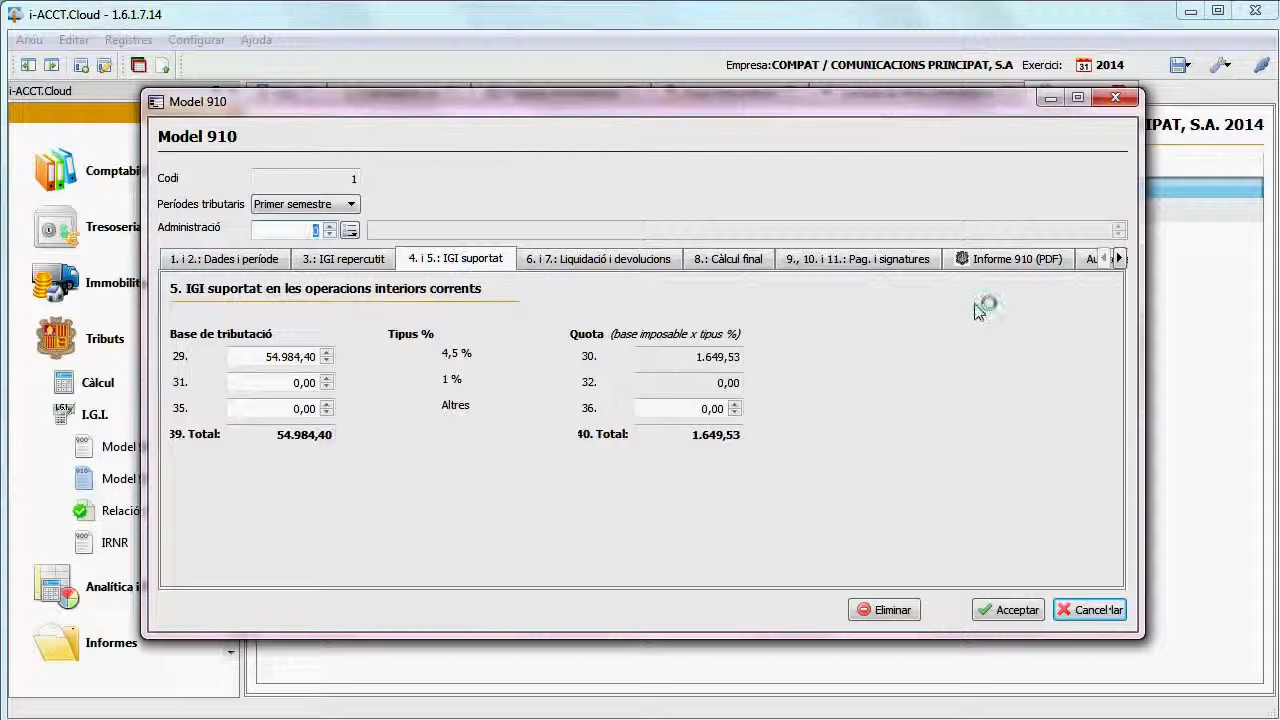 i-ACCT.Cloud - 1.6.1.7.14
Arxiu Editar Registres Configurar Ajuda
Empresa:COMPAT / COMUNICACIONS PRINCIPAT, S.A Exercici: 31 2014
i-ACCT.Cloud
IPAT, S.A. 2014
Comptabi
Tresoseria
Immobilit
Tributs
Càlcul
I.G.I.
Model
Model
Relació
IRNR
Analítica i
Informes
Model 910
Model 910
Codi 1
Períodes tributaris Primer semestre
Administració 0
1. i 2.: Dades i període 3.: IGI repercutit 4. i 5.: IGI suportat 6. i 7.: Liquidació i devolucions 8.: Càlcul final 9., 10. i 11.: Pag. i signatures Informe 910 (PDF)
5. IGI suportat en les operacions interiors corrents
Base de tributació Tipus % Quota (base imposable x tipus %)
29. 54.984,40 4,5 % 30. 1.649,53
31. 0,00 1 % 32. 0,00
35. 0,00 Altres 36. 0,00
39. Total: 54.984,40 40. Total: 1.649,53
Eliminar Acceptar Cancel·lar